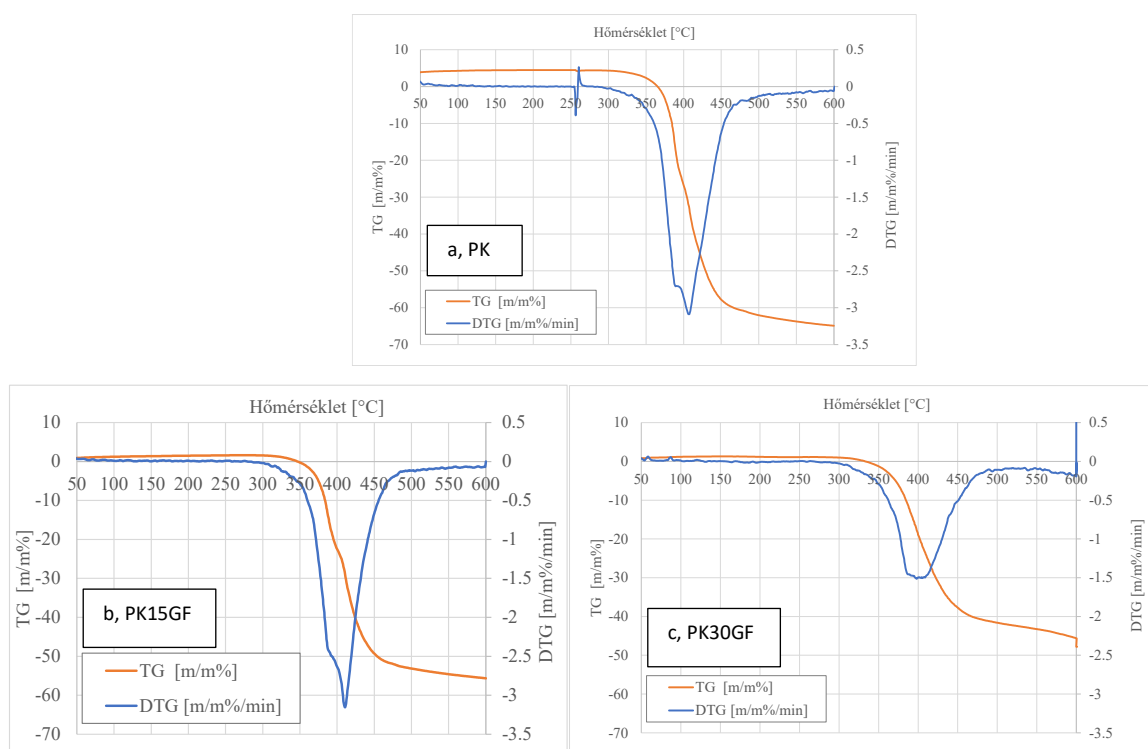 Hőmérséklet [°C]
10
0
-10
-20
-30
-40
-50
-60
-70
0.5
0
-0.5
-1
-1.5
-2
-2.5
-3
-3.5
50 100 150 200 250 300 350 400 450 500 550 600
TG [m/m%]
DTG [m/m%/min]
a, PK
TG [m/m%]
DTG [m/m%/min]
Hőmérséklet [°C]
10
0
-10
-20
-30
-40
-50
-60
-70
0.5
0
-0.5
-1
-1.5
-2
-2.5
-3
-3.5
50 100 150 200 250 300 350 400 450 500 550 600
TG [m/m%]
DTG [m/m%/min]
b, PK15GF
TG [m/m%]
DTG [m/m%/min]
Hőmérséklet [°C]
10
0
-10
-20
-30
-40
-50
-60
-70
0.5
0
-0.5
-1
-1.5
-2
-2.5
-3
-3.5
50 100 150 200 250 300 350 400 450 500 550 600
TG [m/m%]
DTG [m/m%/min]
c, PK30GF
TG [m/m%]
DTG [m/m%/min]